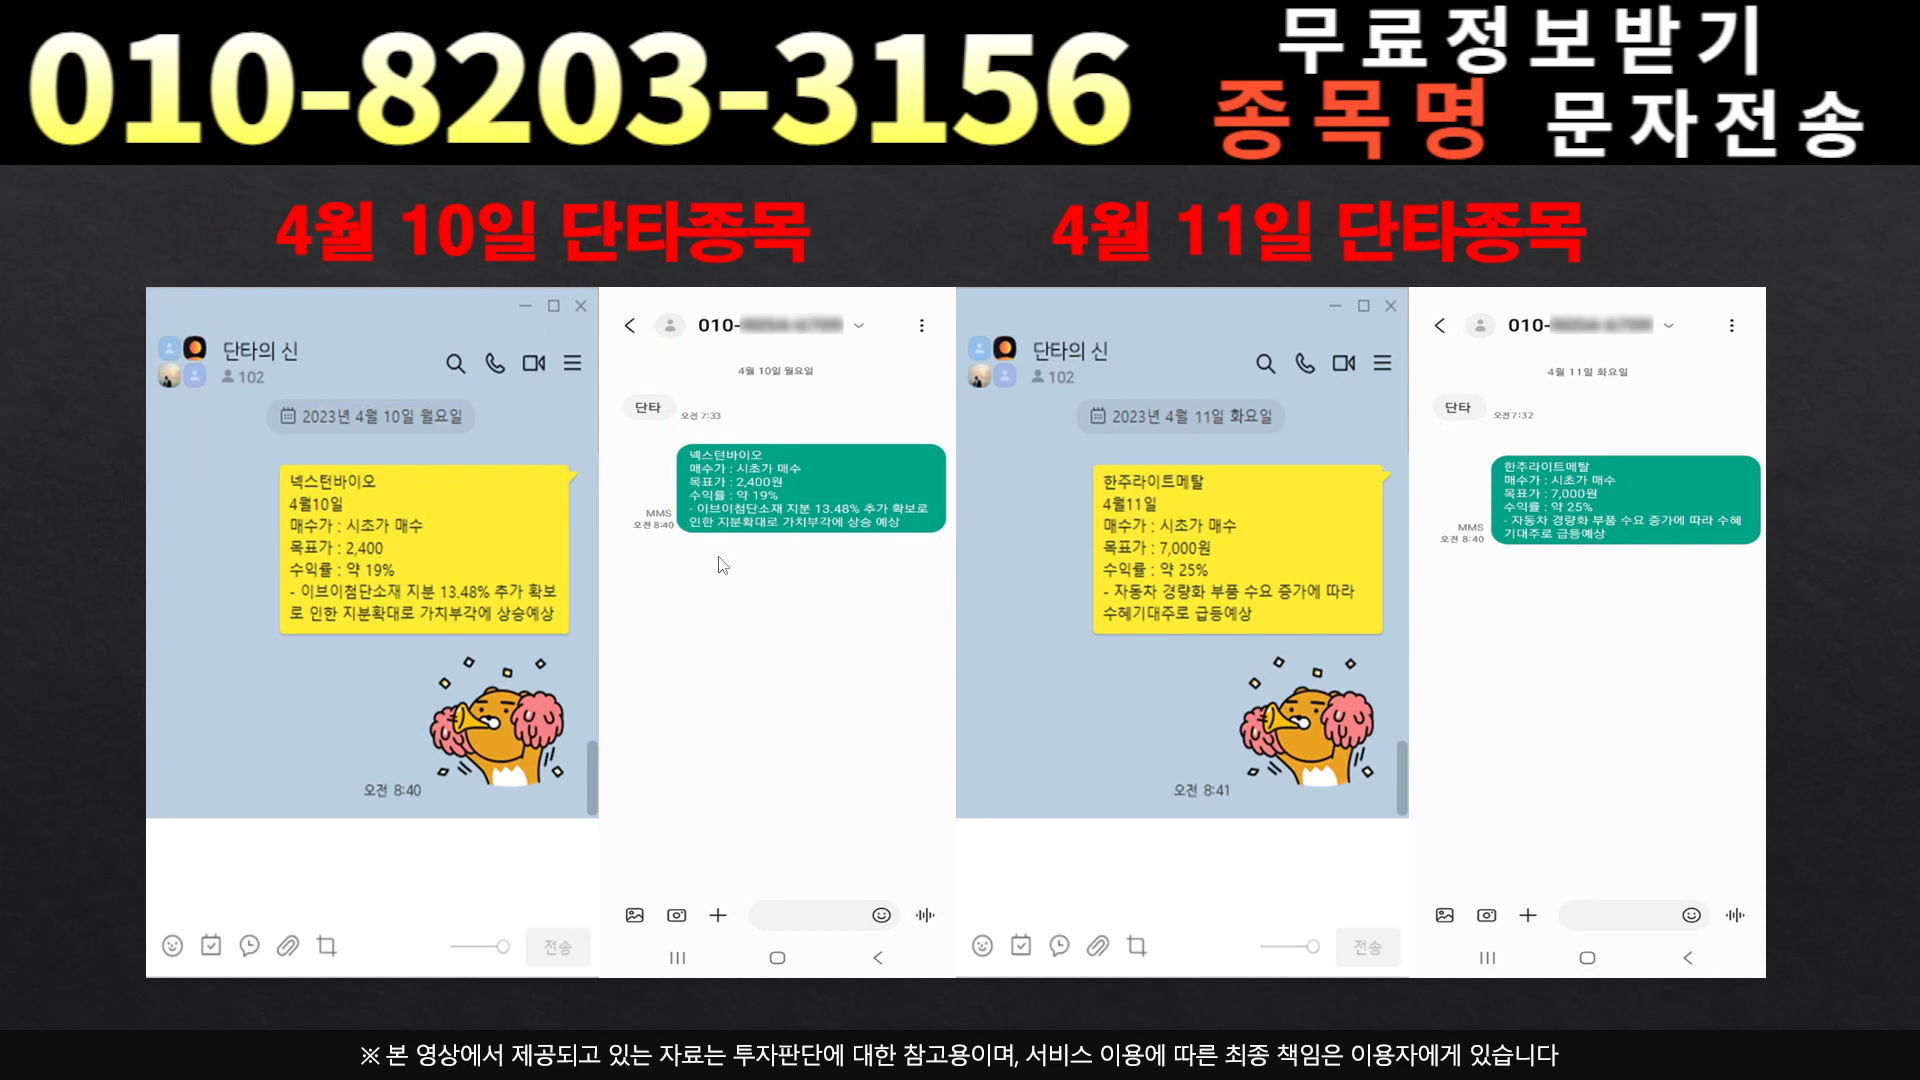 010-8203-3156
무료정보받기
종목명 문자전송
4월 10일 단타종목
4월 11일 단타종목
단타의 신
102
2023년 4월 10일 월요일
넥스턴바이오
4월10일
매수가 : 시초가 매수
목표가 : 2,400
수익률 : 약 19%
- 이브이첨단소재 지분 13.48% 추가 확보
로 인한 지분확대로 가치부각에 상승예상
오전 8:40
전송
010-
4월 10일 월요일
단타
오전 7:33
넥스턴바이오
매수가 : 시초가 매수
목표가 : 2,400원
수익률 : 약 19%
- 이브이첨단소재 지분 13.48% 추가 확보로
인한 지분확대로 가치부각에 상승 예상
MMS
오전 8:40
단타의 신
102
2023년 4월 11일 화요일
한주라이트메탈
4월11일
매수가 : 시초가 매수
목표가 : 7,000원
수익률 : 약 25%
- 자동차 경량화 부품 수요 증가에 따라
수혜기대주로 급등예상
오전 8:41
전송
010-
4월 11일 화요일
단타
오전 7:32
한주라이트메탈
매수가 : 시초가 매수
목표가 : 7,000원
수익률 : 약 25%
- 자동차 경량화 부품 수요 증가에 따라 수혜
기대주로 급등예상
MMS
오전 8:40
※ 본 영상에서 제공되고 있는 자료는 투자판단에 대한 참고용이며, 서비스 이용에 따른 최종 책임은 이용자에게 있습니다